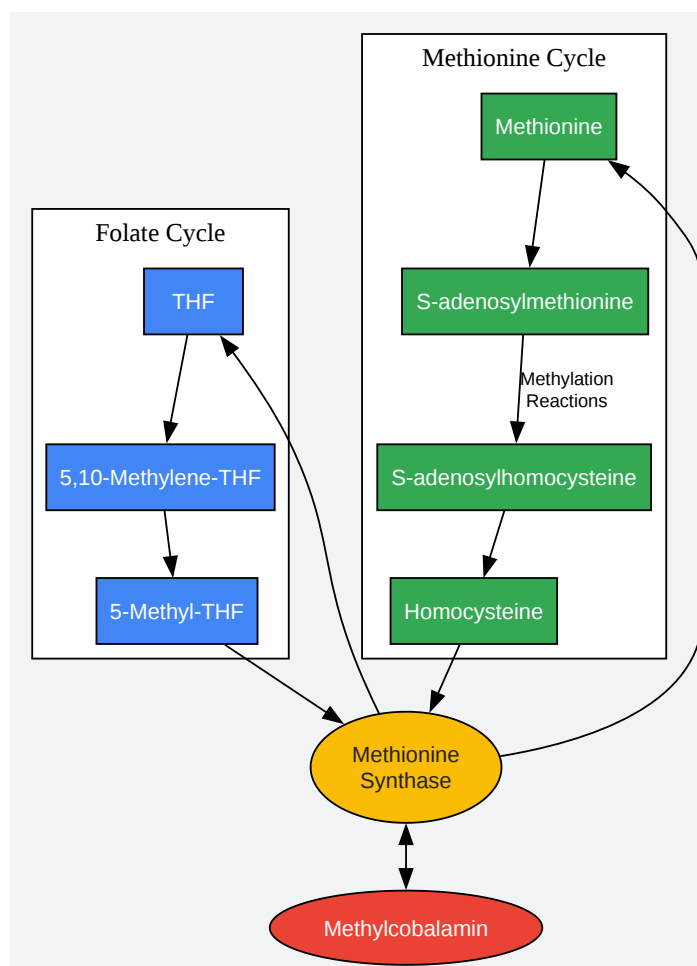 Methionine Cycle
Methionine
Folate Cycle
THF
S-adenosylmethionine
Methylation
Reactions
5,10-Methylene-THF
S-adenosylhomocysteine
5-Methyl-THF
Homocysteine
Methionine
Synthase
Methylcobalamin